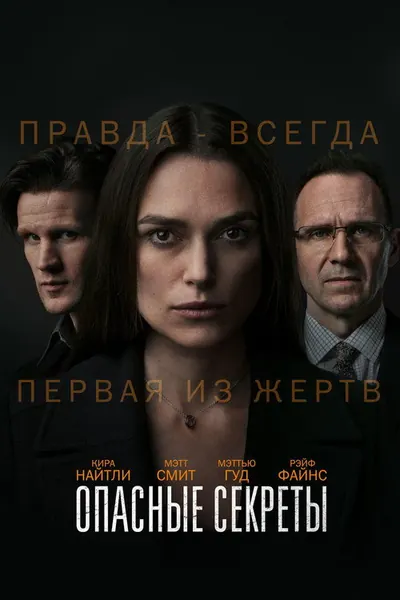 ПРАВДА - ВСЕГДА
ПЕРВАЯ ИЗ ЖЕРТВ
КИРА МЭТТ МЭТТЬЮ РЭЙФ
НАЙТЛИ СМИТ ГУД ФАЙНС
ОПАСНЫЕ СЕКРЕТЫ